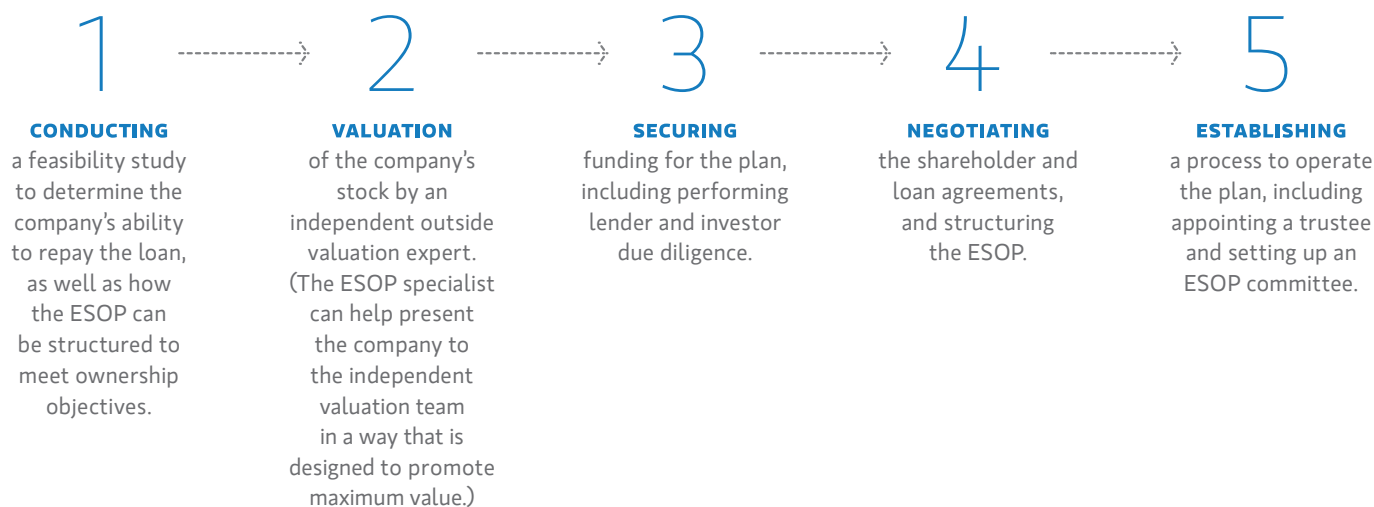 1
CONDUCTING
a feasibility study
to determine the
company's ability
to repay the loan,
as well as how
the ESOP can
be structured to
meet ownership
objectives.
2
VALUATION
of the company's
stock by an
independent outside
valuation expert.
(The ESOP specialist
can help present
the company to
the independent
valuation team
in a way that is
designed to promote
maximum value.)
3
SECURING
funding for the plan,
including performing
lender and investor
due diligence.
4
NEGOTIATING
the shareholder and
loan agreements,
and structuring
the ESOP.
5
ESTABLISHING
a process to operate
the plan, including
appointing a trustee
and setting up an
ESOP committee.